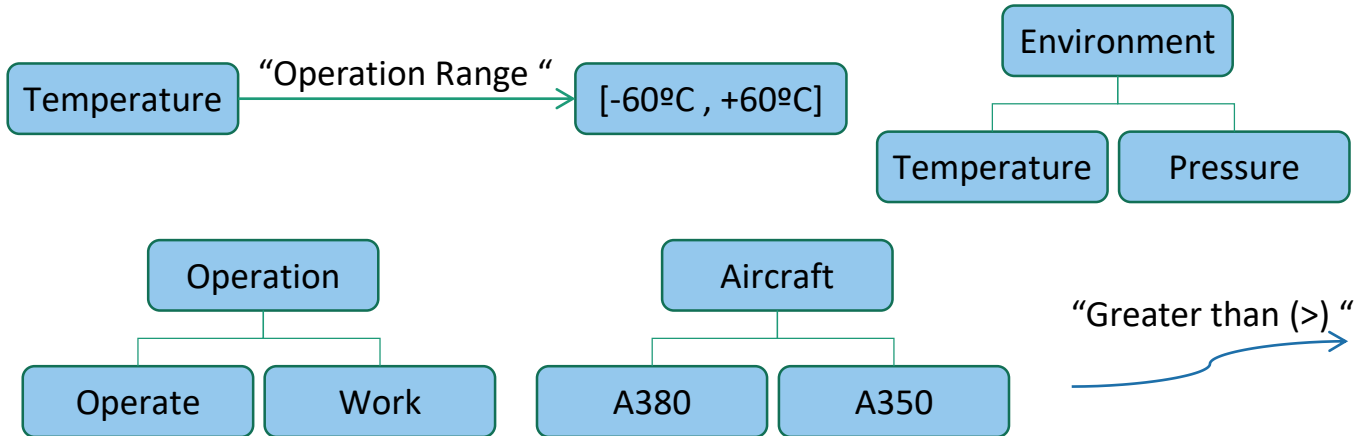 Environment
“Operation Range “
Temperature
[-60ºC , +60ºC]
Temperature
Pressure
Operation
Aircraft
“Greater than (>) “
Operate
Work
A380
A350